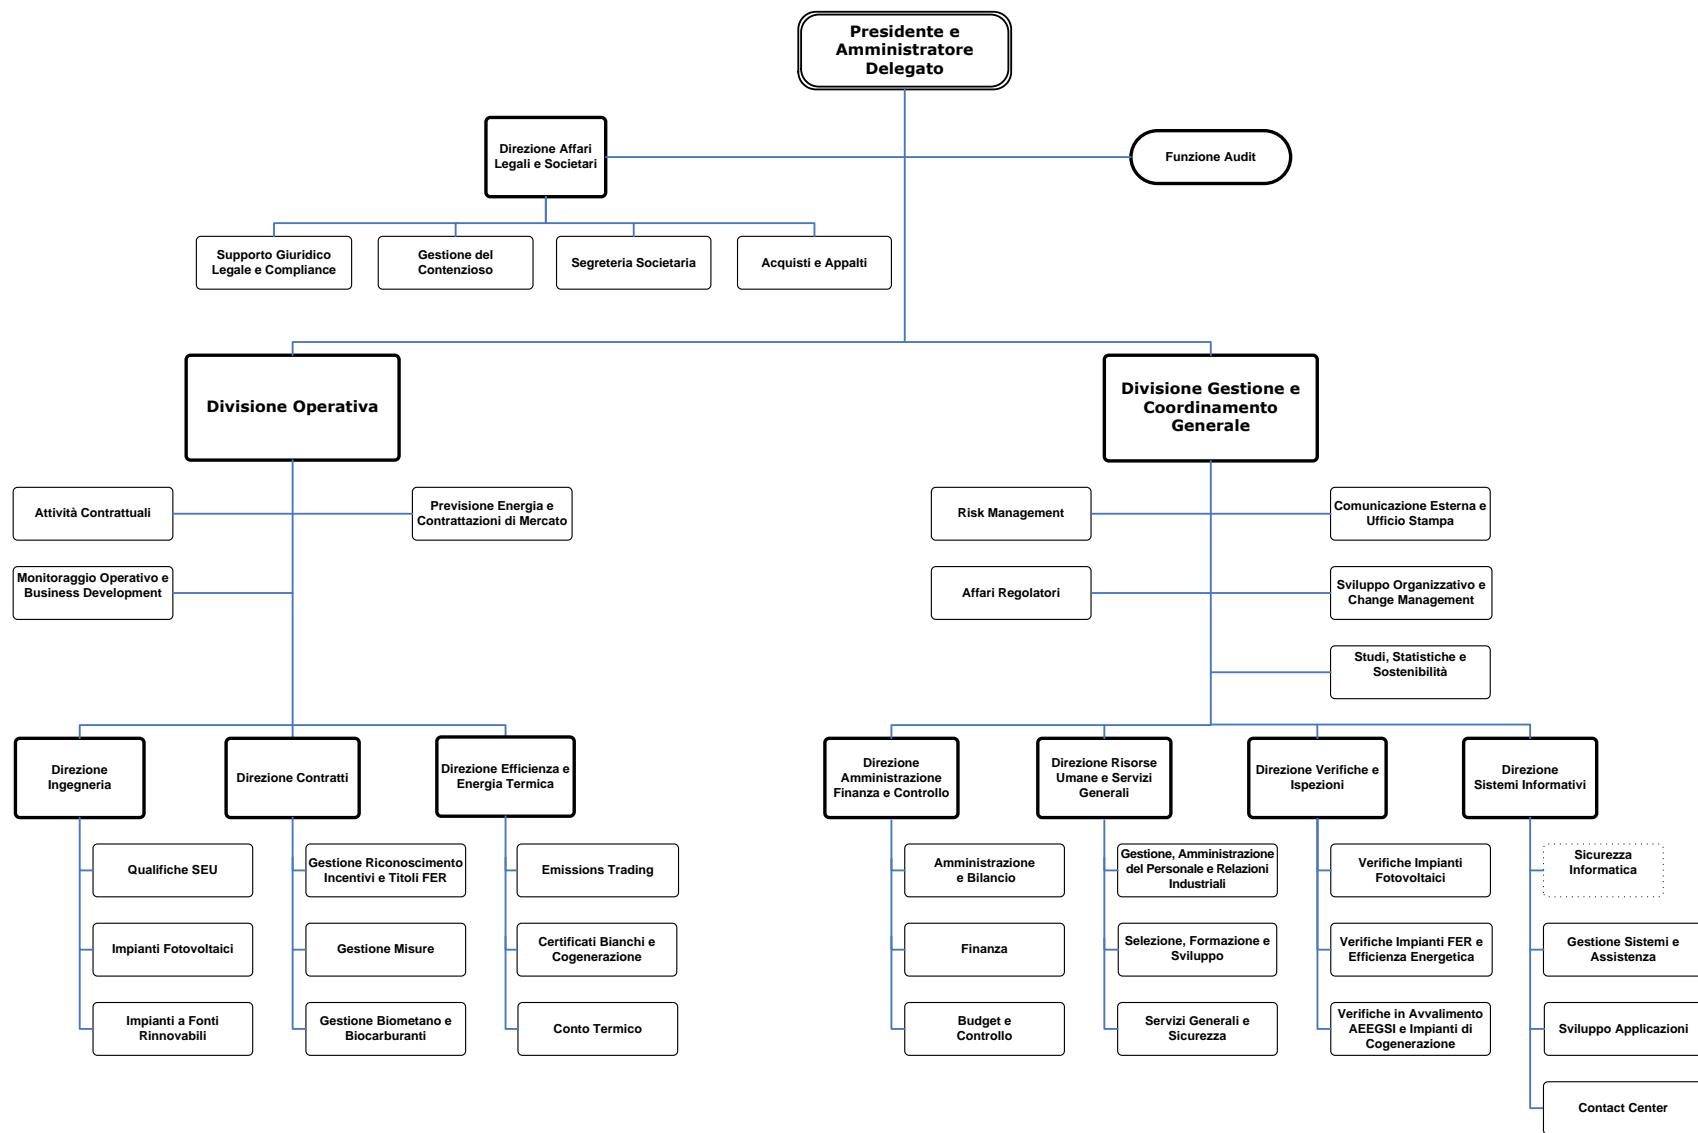 Presidente e
Amministratore
Delegato
Direzione Affari
Legali e Societari
Funzione Audit
Supporto Giuridico
Legale e Compliance
Gestione del
Contenzioso
Segreteria Societaria
Acquisti e Appalti
Divisione Operativa
Divisione Gestione e
Coordinamento
Generale
Attività Contrattuali
Previsione Energia e
Contrattazioni di Mercato
Risk Management
Comunicazione Esterna e
Ufficio Stampa
Monitoraggio Operativo e
Business Development
Affari Regolatori
Sviluppo Organizzativo e
Change Management
Studi, Statistiche e
Sostenibilità
Direzione
Ingegneria
Direzione Contratti
Direzione Efficienza e
Energia Termica
Direzione
Amministrazione
Finanza e Controllo
Direzione Risorse
Umane e Servizi
Generali
Direzione Verifiche e
Ispezioni
Direzione
Sistemi Informativi
Qualifiche SEU
Gestione Riconoscimento
Incentivi e Titoli FER
Emissions Trading
Amministrazione
e Bilancio
Gestione, Amministrazione
del Personale e Relazioni
Industriali
Verifiche Impianti
Fotovoltaici
Sicurezza
Informatica
Impianti Fotovoltaici
Gestione Misure
Certificati Bianchi e
Cogenerazione
Finanza
Selezione, Formazione e
Sviluppo
Verifiche Impianti FER e
Efficienza Energetica
Gestione Sistemi e
Assistenza
Impianti a Fonti
Rinnovabili
Gestione Biometano e
Biocarburanti
Conto Termico
Budget e
Controllo
Servizi Generali e
Sicurezza
Verifiche in Avvalimento
AEEGSI e Impianti di
Cogenerazione
Sviluppo Applicazioni
Contact Center